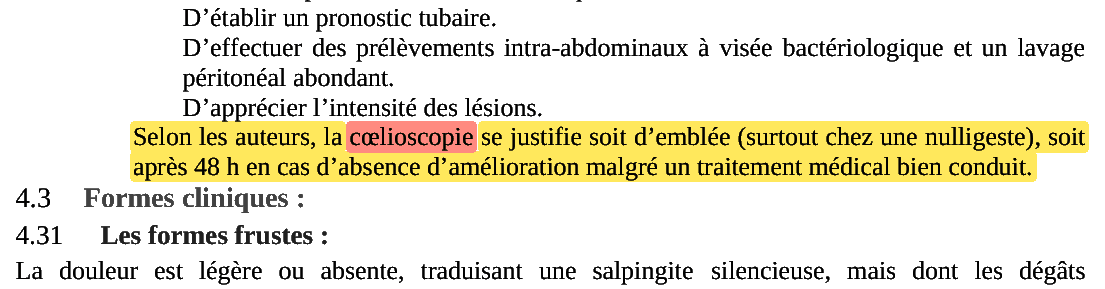 D’établir un pronostic tubaire.
D’effectuer des prélèvements intra-abdominaux à visée bactériologique et un lavage
péritonéal abondant.
D’apprécier l’intensité des lésions.
Selon les auteurs, la cœlioscopie se justifie soit d’emblée (surtout chez une nulligeste), soit
après 48 h en cas d’absence d’amélioration malgré un traitement médical bien conduit.
4.3 Formes cliniques :
4.31 Les formes frustes :
La douleur est légère ou absente, traduisant une salpingite silencieuse, mais dont les dégâts